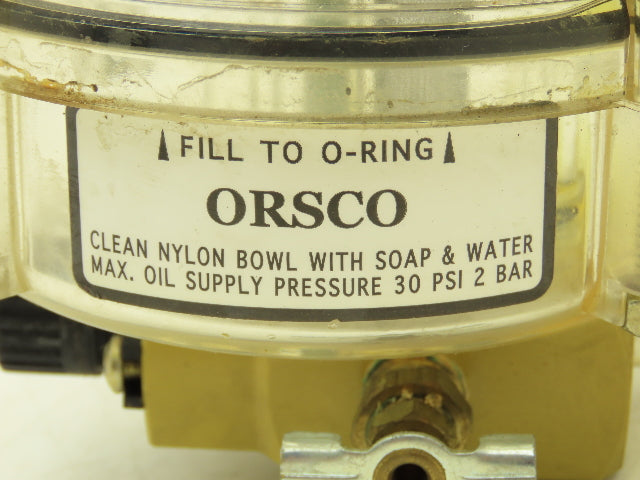 FILL TO O-RING
ORSCO
CLEAN NYLON BOWL WITH SOAP & WATER
MAX. OIL SUPPLY PRESSURE 30 PSI 2 BAR